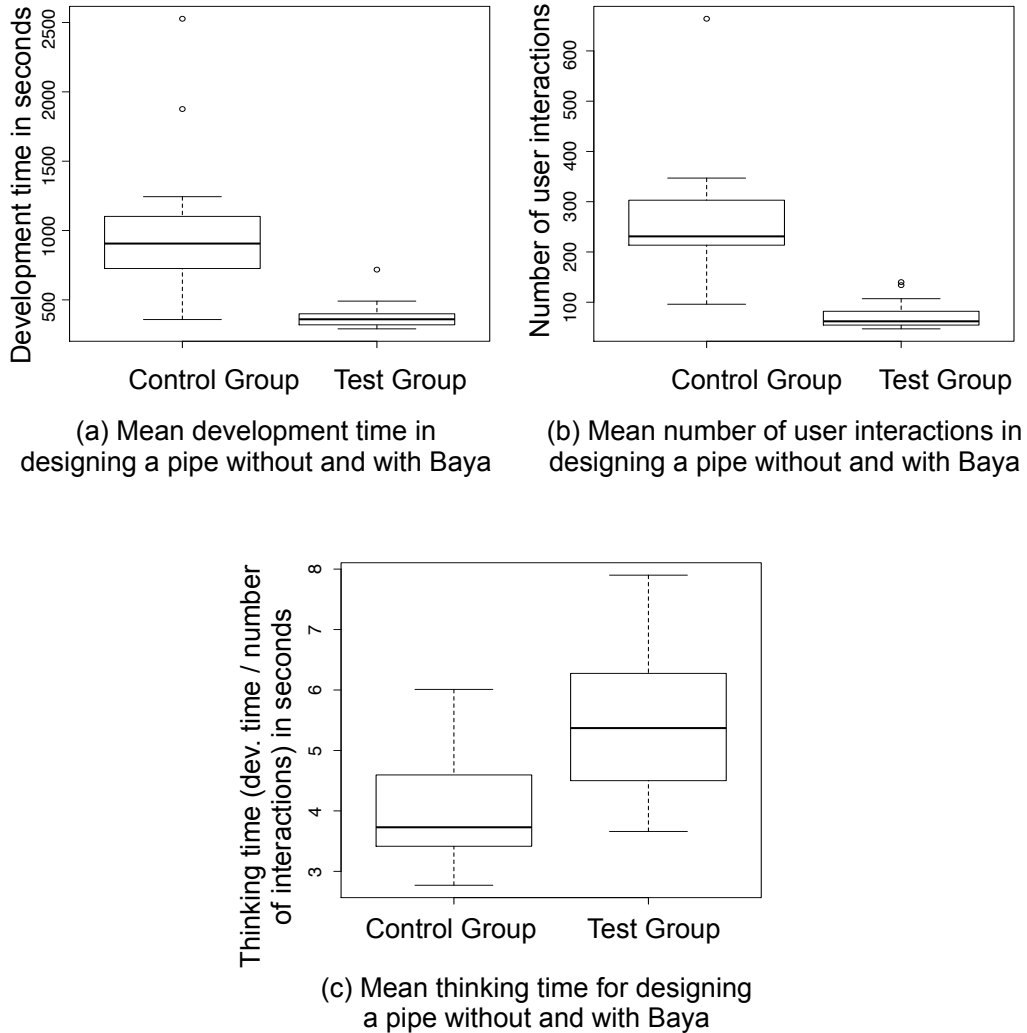 Development time in seconds
2500
2000
1500
1000
500
Control Group
Test Group
(a) Mean development time in
designing a pipe without and with Baya
Number of user interactions
600
500
400
300
200
100
Control Group
Test Group
(b) Mean number of user interactions in
designing a pipe without and with Baya
Thinking time (dev. time / number
of interactions) in seconds
8
7
6
5
4
3
Control Group
Test Group
(c) Mean thinking time for designing
a pipe without and with Baya